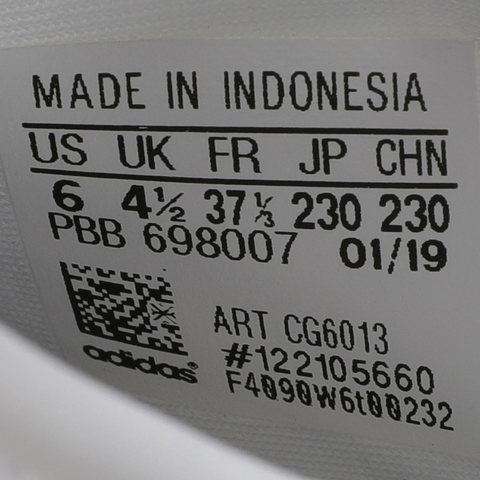 MADE IN INDONESIA
US UK FR JP CHN
6 4½ 37⅓ 230 230
PBB 698007 01/19
ART CG6013
#122105660
adidas
F4090W6t00232